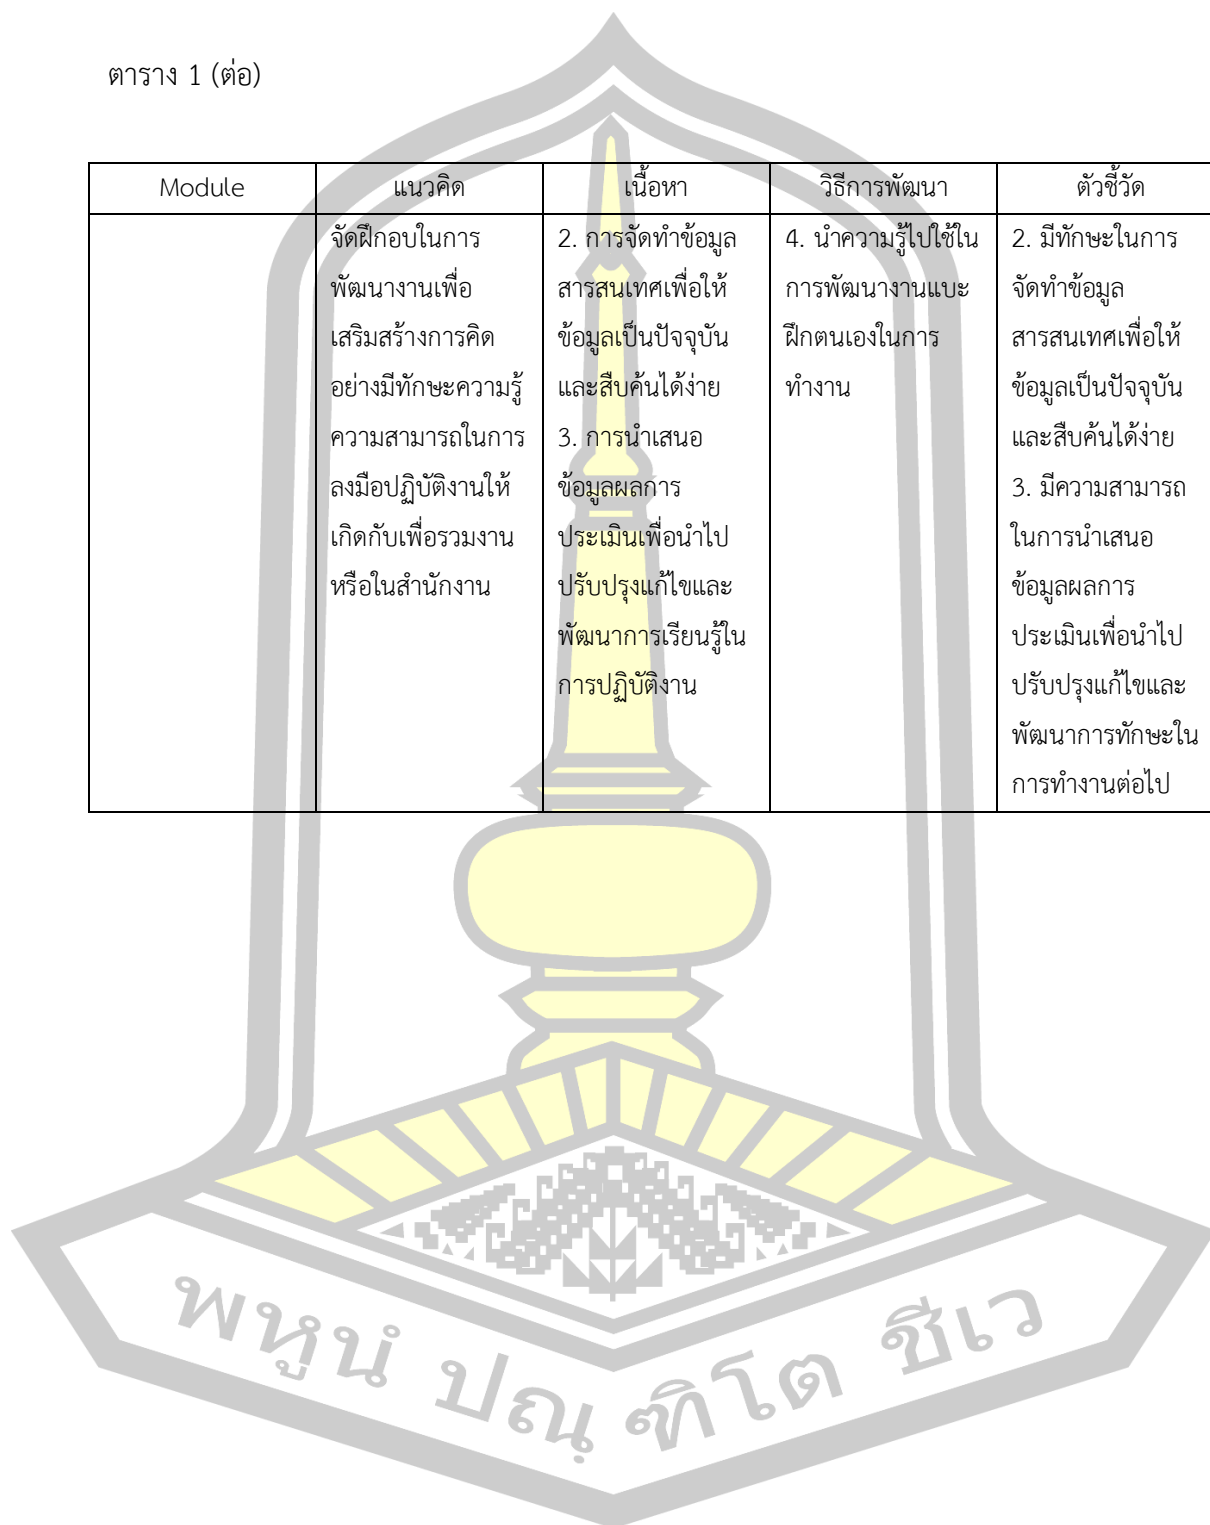 ตาราง 1 (ต่อ)
Module แนวคิด เนื้อหา วิธีการพัฒนา ตัวชี้วัด
จัดฝึกอบในการ
พัฒนางานเพื่อ
เสริมสร้างการคิด
อย่างมีทักษะความรู้
ความสามารถในการ
ลงมือปฏิบัติงานให้
เกิดกับเพื่อรวมงาน
หรือในสำนักงาน
2. การจัดทำข้อมูล
สารสนเทศเพื่อให้
ข้อมูลเป็นปัจจุบัน
และสืบค้นได้ง่าย
3. การนำเสนอ
ข้อมูลผลการ
ประเมินเพื่อนำไป
ปรับปรุงแก้ไขและ
พัฒนาการเรียนรู้ใน
การปฏิบัติงาน
4. นำความรู้ไปใช้ใน
การพัฒนางานแบะ
ฝึกตนเองในการ
ทำงาน
2. มีทักษะในการ
จัดทำข้อมูล
สารสนเทศเพื่อให้
ข้อมูลเป็นปัจจุบัน
และสืบค้นได้ง่าย
3. มีความสามารถ
ในการนำเสนอ
ข้อมูลผลการ
ประเมินเพื่อนำไป
ปรับปรุงแก้ไขและ
พัฒนาการทักษะใน
การทำงานต่อไป
พหูนํ ปณฺฑิโต ชีเว